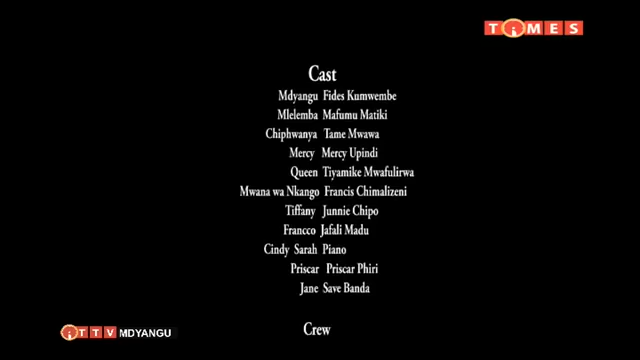 TiMES
Cast
Mdyangu Fides Kumwembe
Mlelemba Mafumu Matiki
Chiphwanya Tame Mwawa
Mercy Mercy Upindi
Queen Tiyamike Mwafulirwa
Mwana wa Nkango Francis Chimalizeni
Tiffany Junnie Chipo
Francco Jafali Madu
Cindy Sarah Piano
Priscar Priscar Phiri
Jane Save Banda
Crew
i TTV MDYANGU